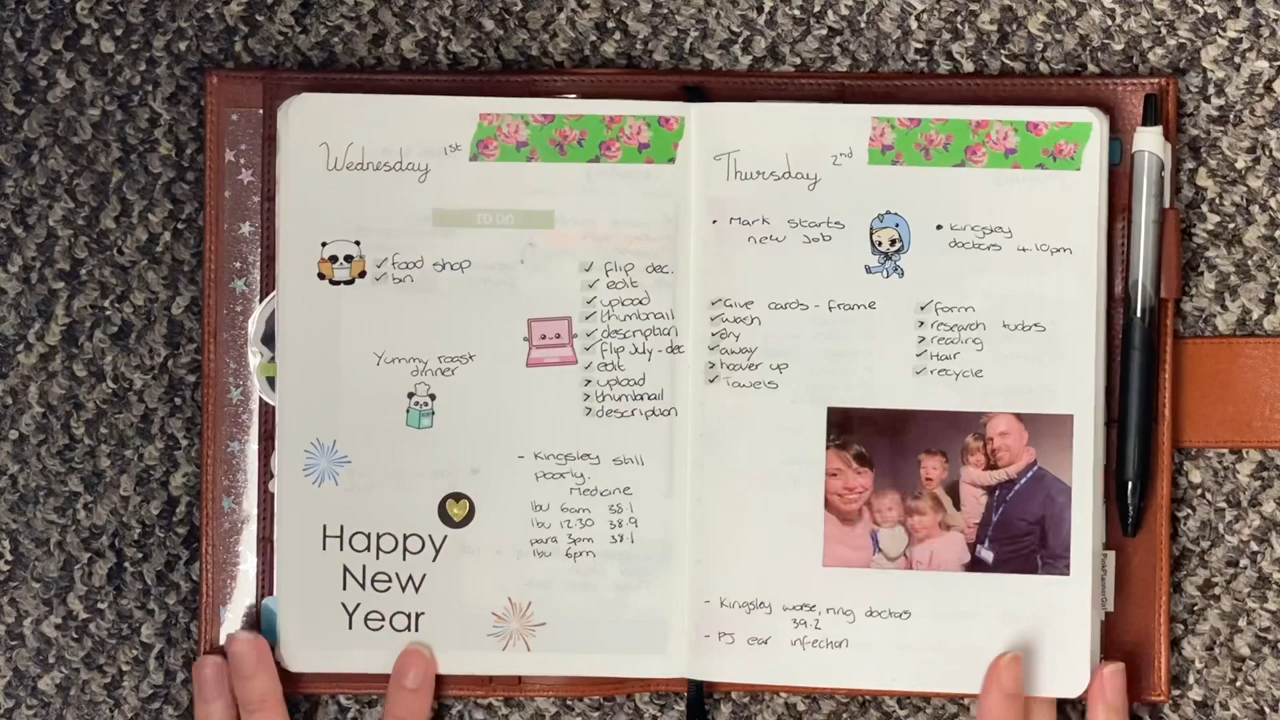 Wednesday 1st
TO DO
✓ food shop
✓ bin
✓ flip dec.
✓ edit
✓ upload
✓ thumbnail
✓ description
✓ flip July - dec
✓ edit
> upload
> thumbnail
> description
Yummy roast
dinner
- Kingsley still
poorly.
Medicine
Ibu 6am 38.1
Ibu 12.30 38.9
para 3pm 38.1
Ibu 6pm
Happy
New
Year
Thursday 2nd
• Mark starts
new job
• Kingsley
doctors 4.10pm
✓ Give cards - frame
✓ wash
✓ dry
✓ away
> hoover up
✓ Towels
✓ form
> research tudors
> reading
✓ Hair
✓ recycle
- Kingsley worse, ring doctors
39.2
- PJ ear infection
PinkPlannerGirl